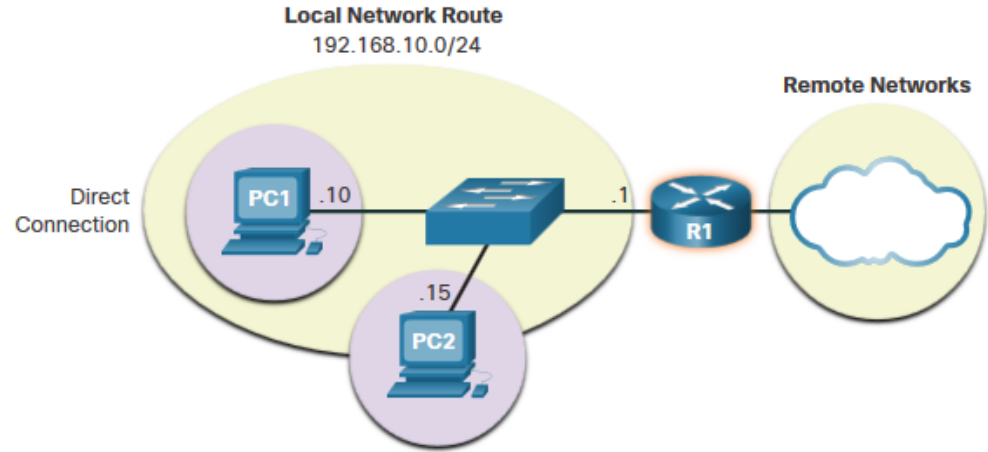 Local Network Route
192.168.10.0/24
Remote Networks
Direct
Connection
PC1
.10
.1
R1
.15
PC2